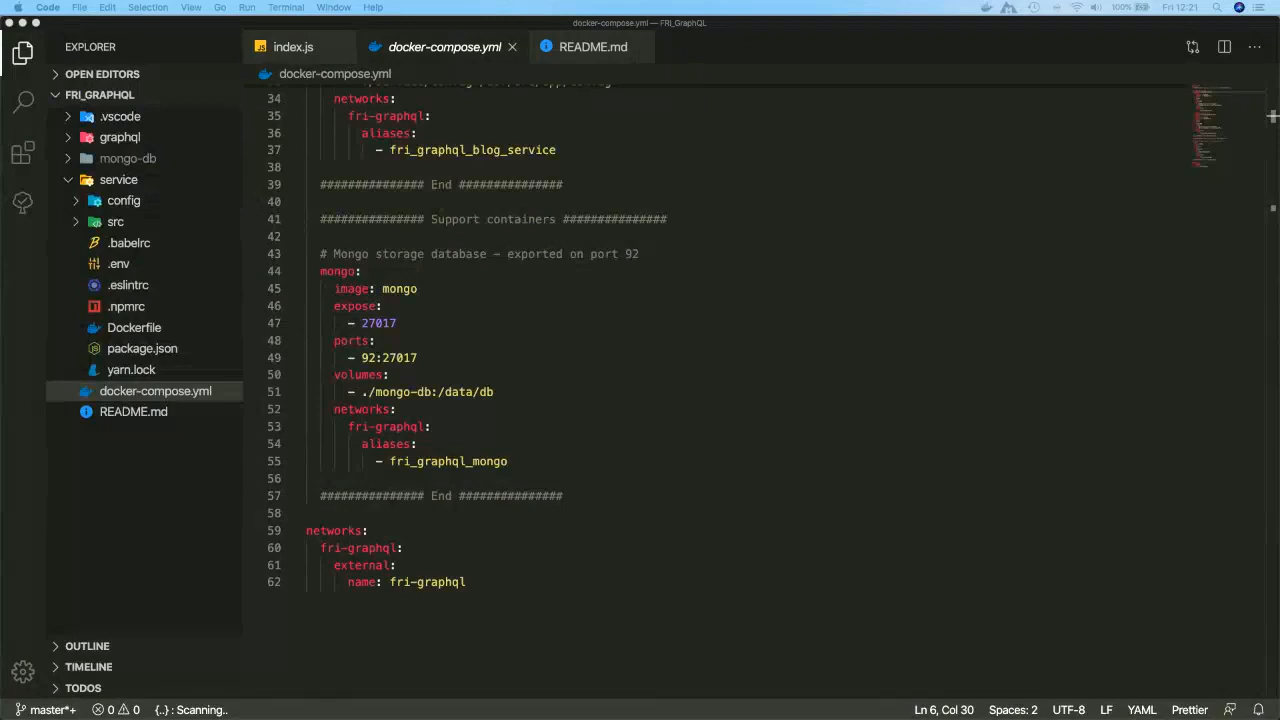 Code File Edit Selection View Go Run Terminal Window Help 100% Fri 12:21
docker-compose.yml — FRI_GraphQL
EXPLORER
index.js
docker-compose.yml
README.md
OPEN EDITORS
docker-compose.yml
FRI_GRAPHQL
.vscode
graphql
mongo-db
service
config
src
.babelrc
.env
.eslintrc
.npmrc
Dockerfile
package.json
yarn.lock
docker-compose.yml
README.md
34 networks:
35 fri-graphql:
36 aliases:
37 - fri_graphql_blog_service
38
39 ############### End ###############
40
41 ############### Support containers ###############
42
43 # Mongo storage database - exported on port 92
44 mongo:
45 image: mongo
46 expose:
47 - 27017
48 ports:
49 - 92:27017
50 volumes:
51 - ./mongo-db:/data/db
52 networks:
53 fri-graphql:
54 aliases:
55 - fri_graphql_mongo
56
57 ############### End ###############
58
59 networks:
60 fri-graphql:
61 external:
62 name: fri-graphql
OUTLINE
TIMELINE
TODOS
master*+ 0 0 {..} : Scanning.. Ln 6, Col 30 Spaces: 2 UTF-8 LF YAML Prettier